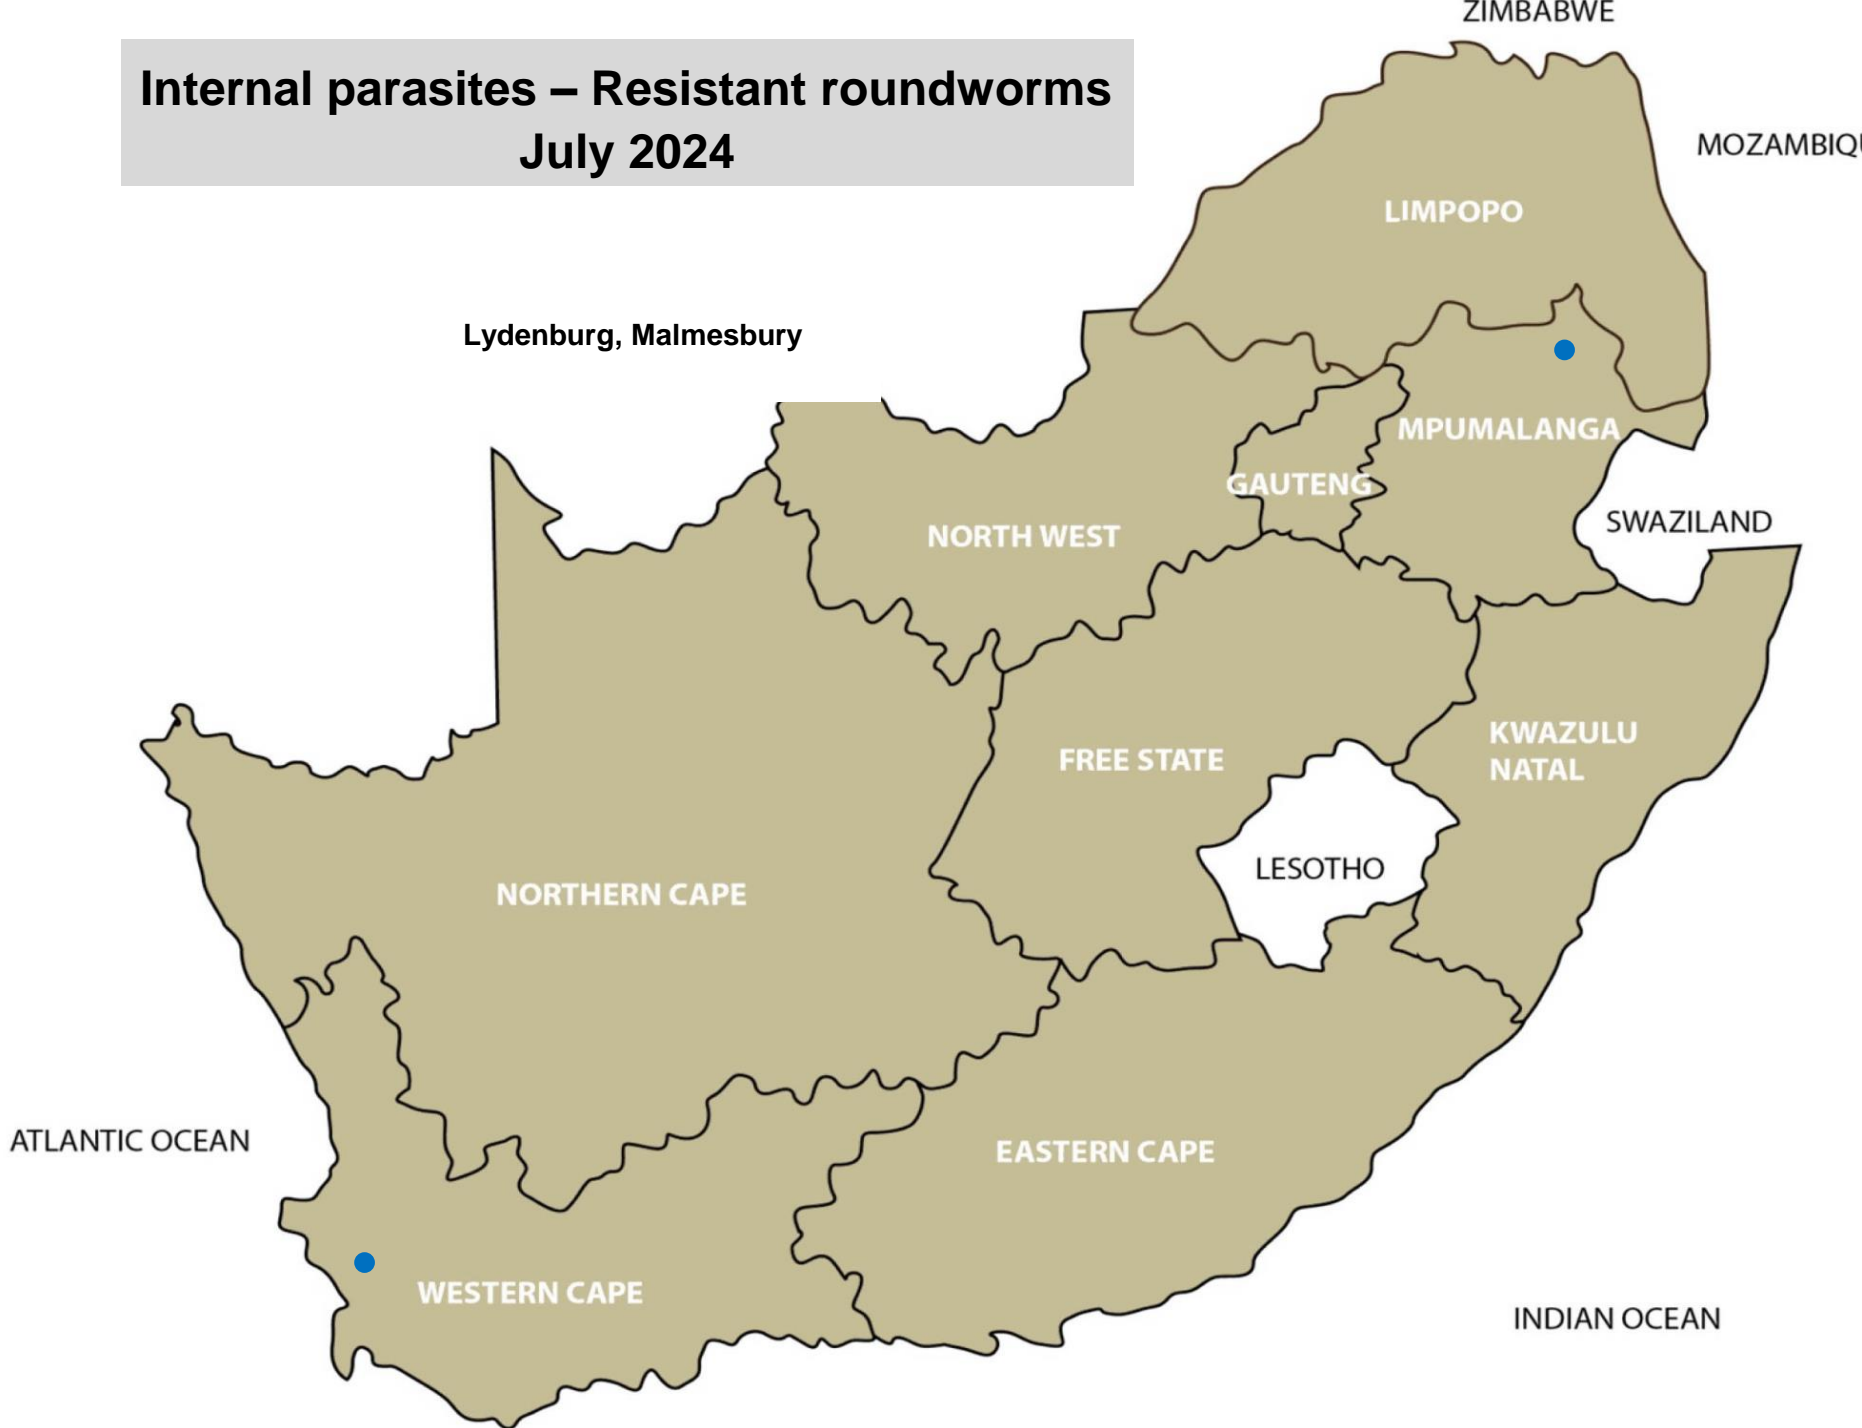 ZIMBABWE
Internal parasites – Resistant roundworms
July 2024
MOZAMBIQU
LIMPOPO
Lydenburg, Malmesbury
MPUMALANGA
GAUTENG
SWAZILAND
NORTH WEST
KWAZULU
NATAL
FREE STATE
LESOTHO
NORTHERN CAPE
ATLANTIC OCEAN
EASTERN CAPE
WESTERN CAPE
INDIAN OCEAN